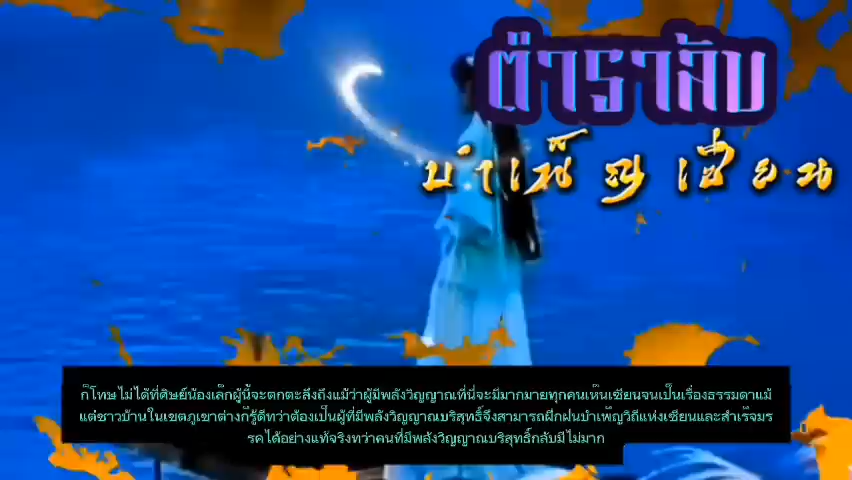 ตำราลับ
บำเพ็ญเซียน
ก็โทษไม่ได้ที่ศิษย์น้องเล็กผู้นี้จะตกตะลึงถึงแม้ว่าผู้มีพลังวิญญาณที่นี่จะมีมากมายทุกคนเห็นเซียนจนเป็นเรื่องธรรมดาแม้
แต่ชาวบ้านในเขตภูเขาต่างก็รู้ดีทว่าต้องเป็นผู้ที่มีพลังวิญญาณบริสุทธิ์จึงสามารถฝึกฝนบำเพ็ญวิถีแห่งเซียนและสำเร็จมร
รคได้อย่างแท้จริงทว่าคนที่มีพลังวิญญาณบริสุทธิ์กลับมีไม่มาก